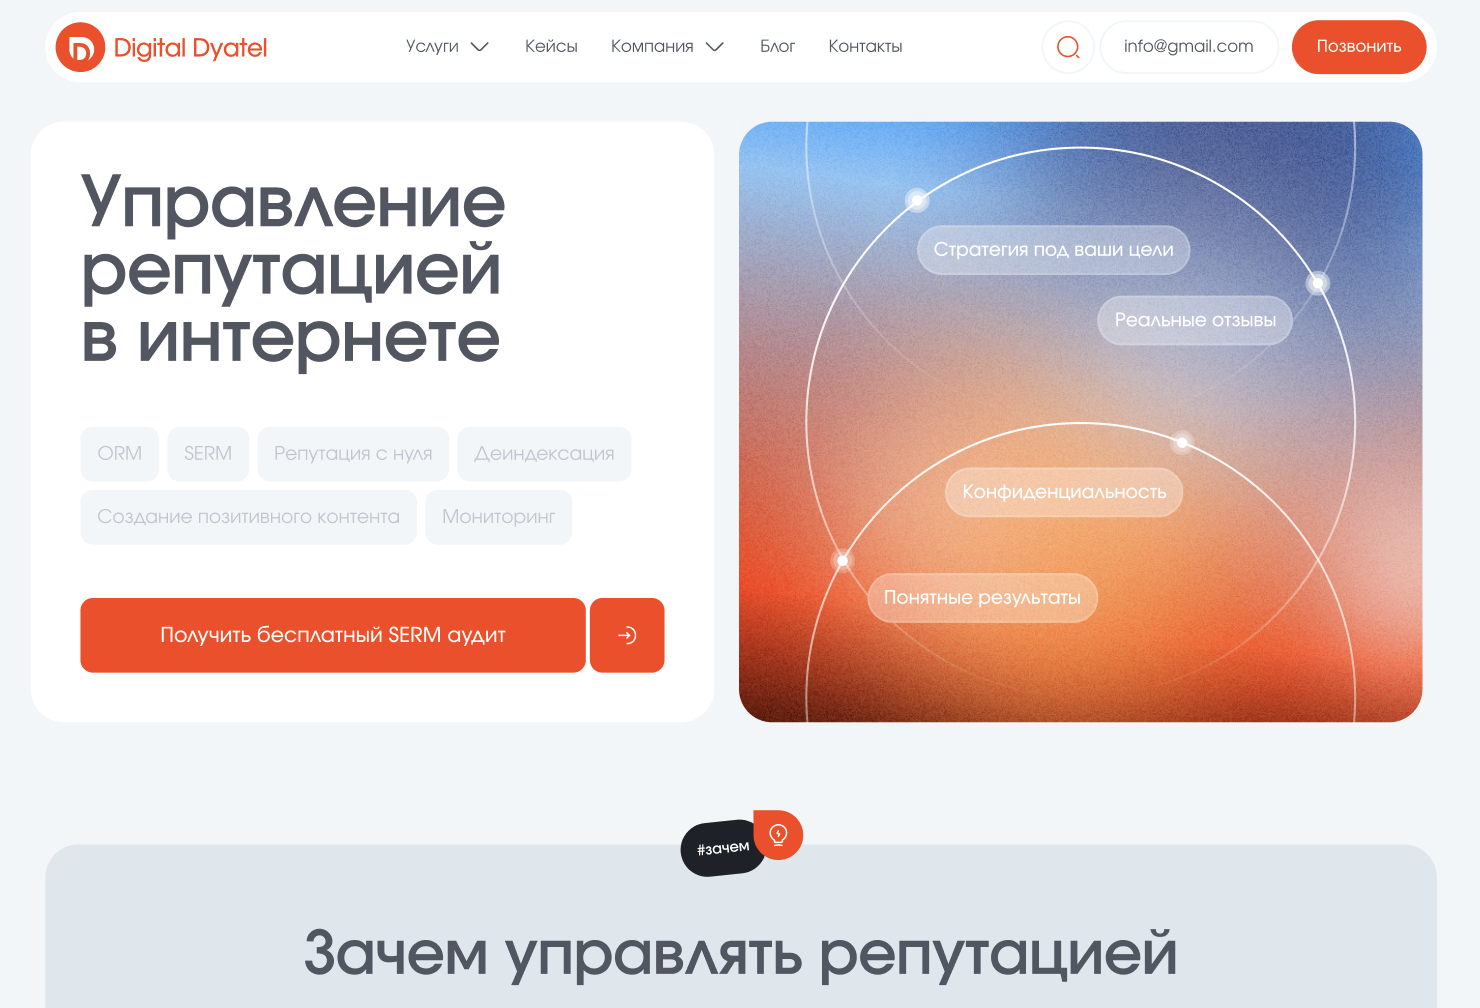 Digital Dyatel
Услуги
Кейсы
Компания
Блог
Контакты
info@gmail.com
Позвонить
Управление
репутацией
в интернете
ORM
SERM
Репутация с нуля
Деиндексация
Создание позитивного контента
Мониторинг
Получить бесплатный SERM аудит
Стратегия под ваши цели
Реальные отзывы
Конфиденциальность
Понятные результаты
#зачем
Зачем управлять репутацией